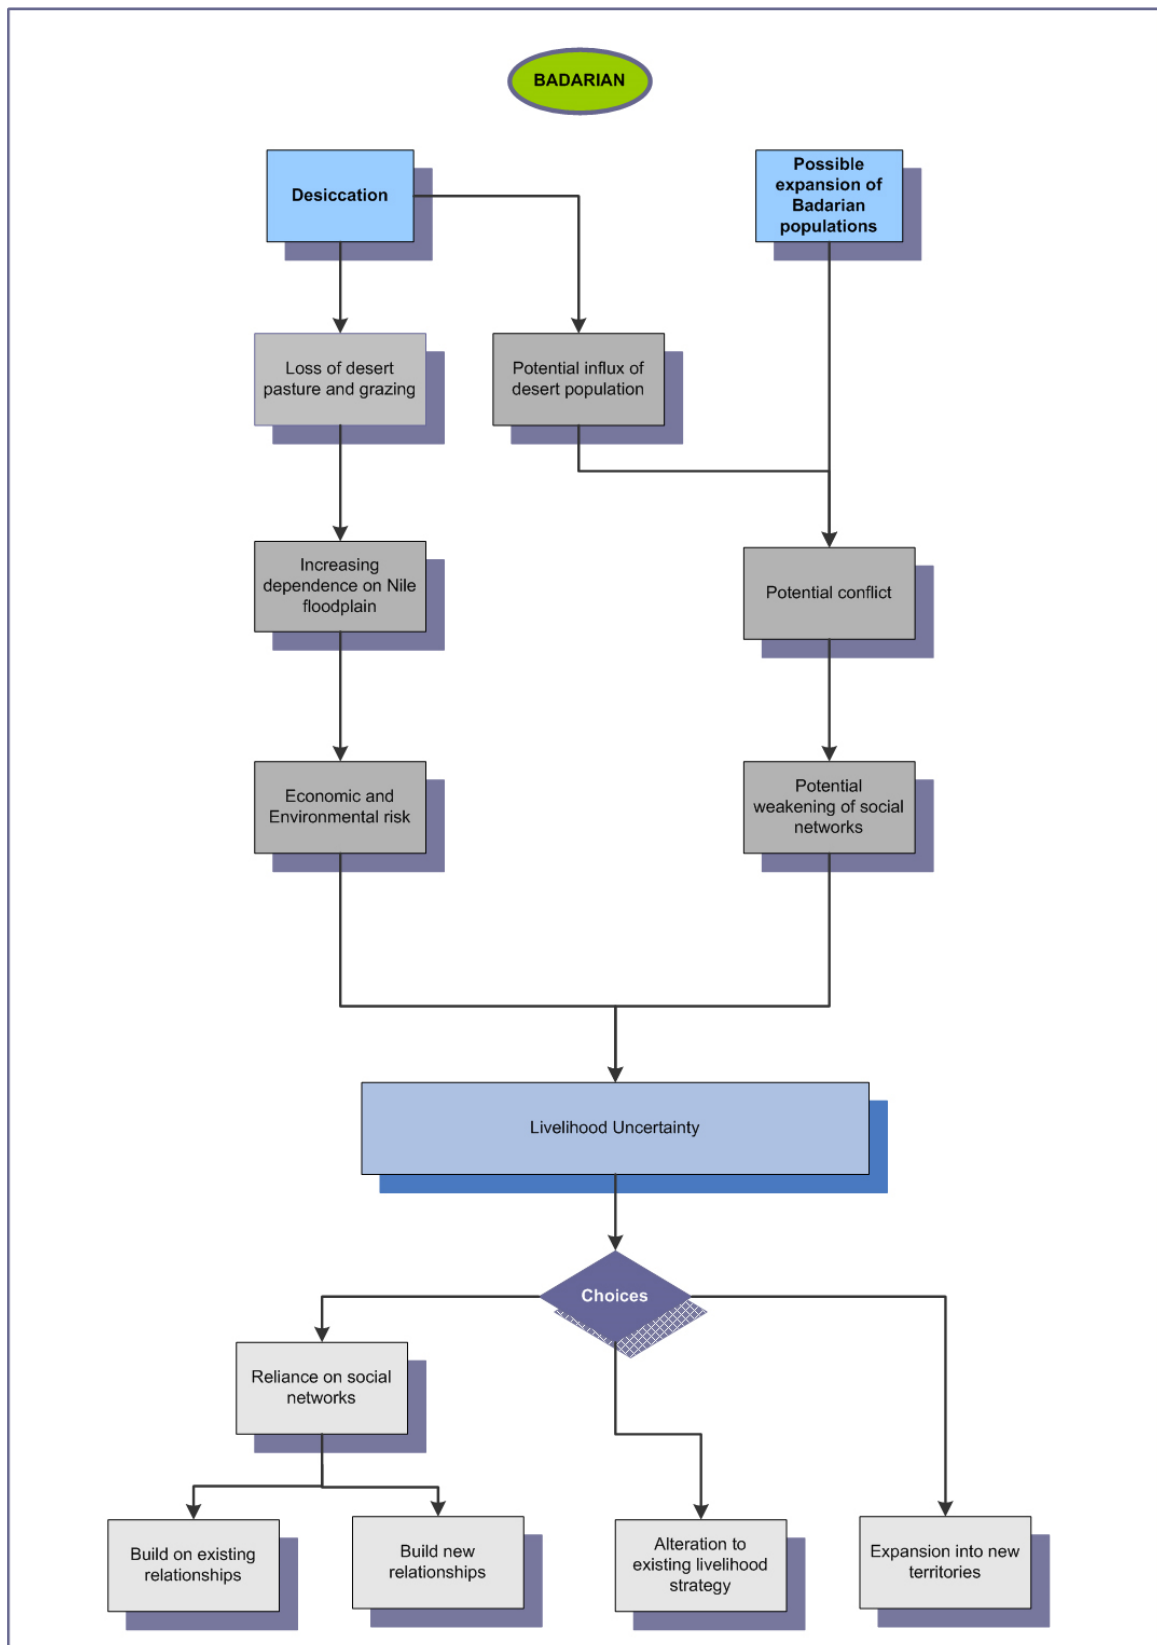 BADARIAN
Desiccation
Possible
expansion of
Badarian
populations
Loss of desert
pasture and grazing
Potential influx of
desert population
Increasing
dependence on Nile
floodplain
Potential conflict
Economic and
Environmental risk
Potential
weakening of social
networks
Livelihood Uncertainty
Choices
Reliance on social
networks
Build on existing
relationships
Build new
relationships
Alteration to
existing livelihood
strategy
Expansion into new
territories